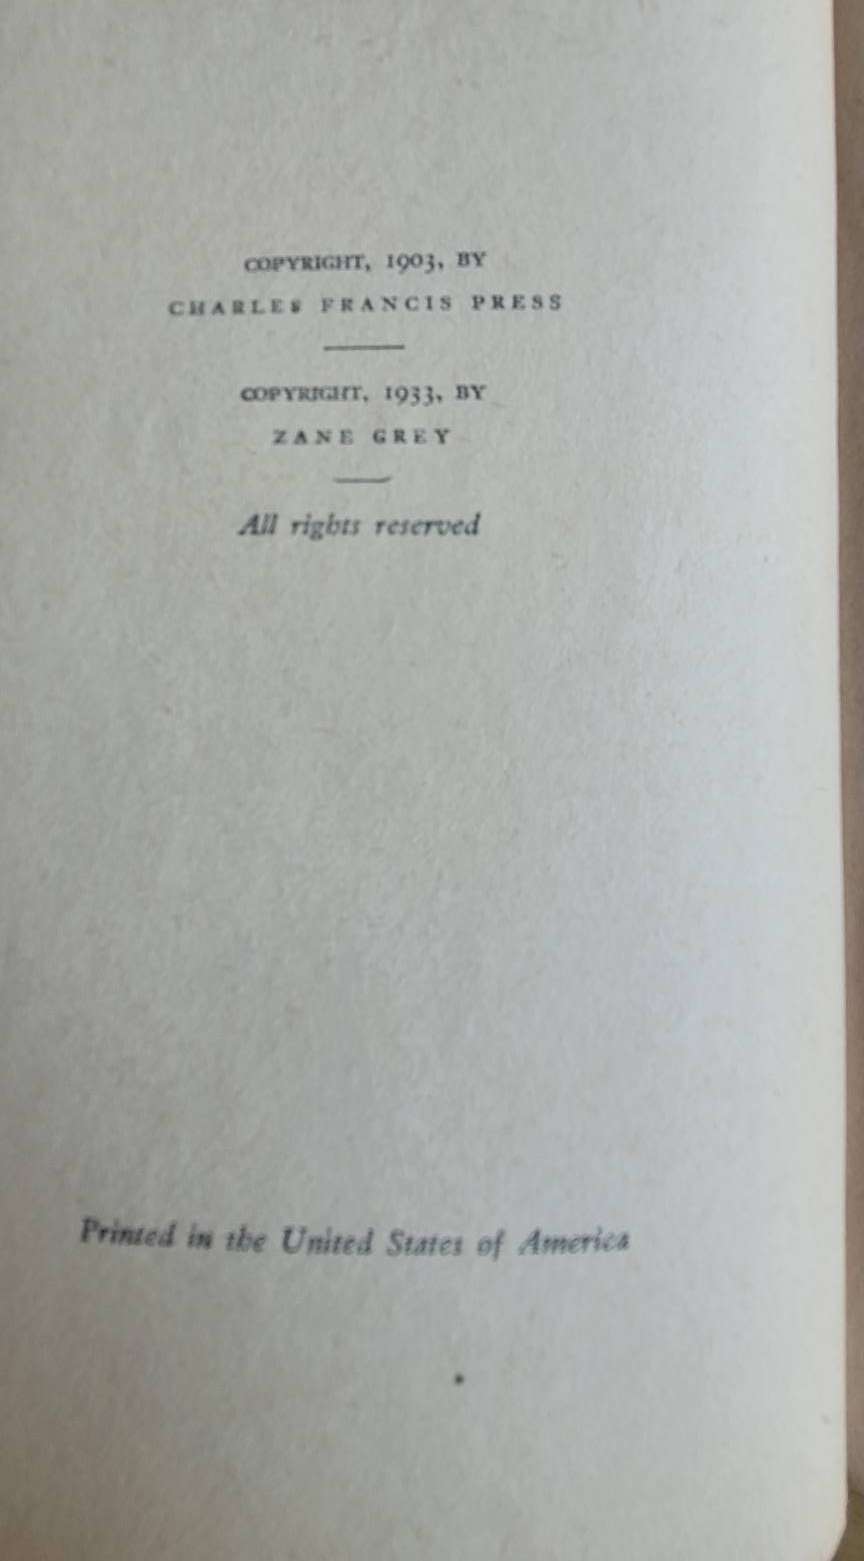 COPYRIGHT, 1903, BY
CHARLES FRANCIS PRESS
COPYRIGHT, 1933, BY
ZANE GREY
All rights reserved
Printed in the United States of America